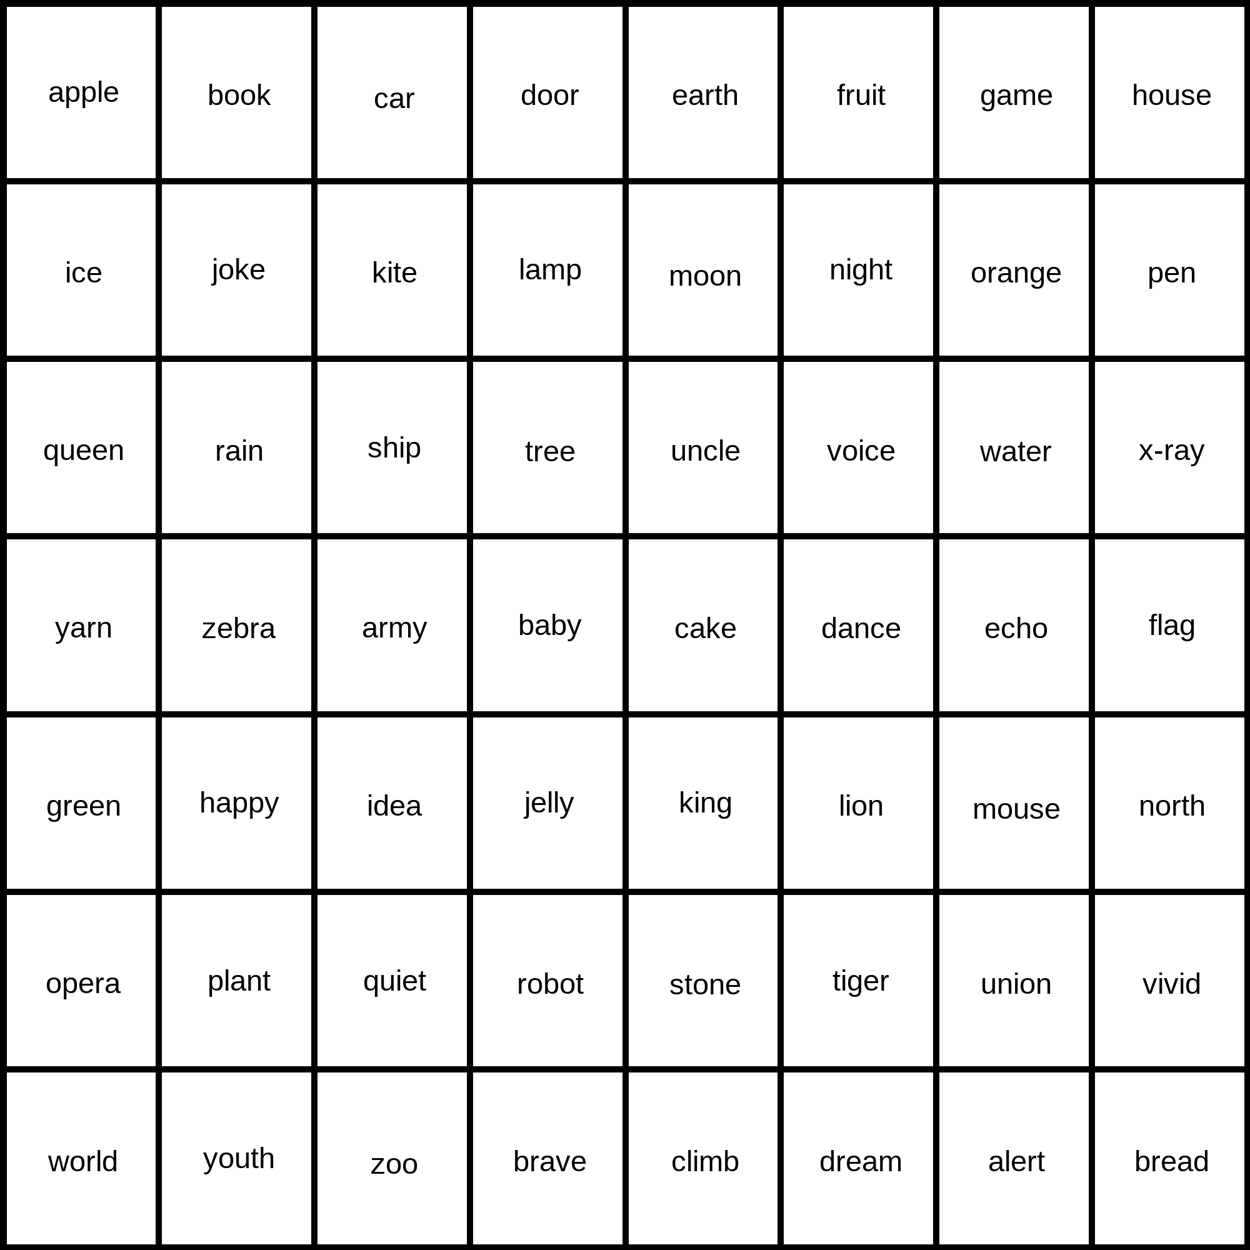 apple book car door earth fruit game house
ice joke kite lamp moon night orange pen
queen rain ship tree uncle voice water x-ray
yarn zebra army baby cake dance echo flag
green happy idea jelly king lion mouse north
opera plant quiet robot stone tiger union vivid
world youth zoo brave climb dream alert bread